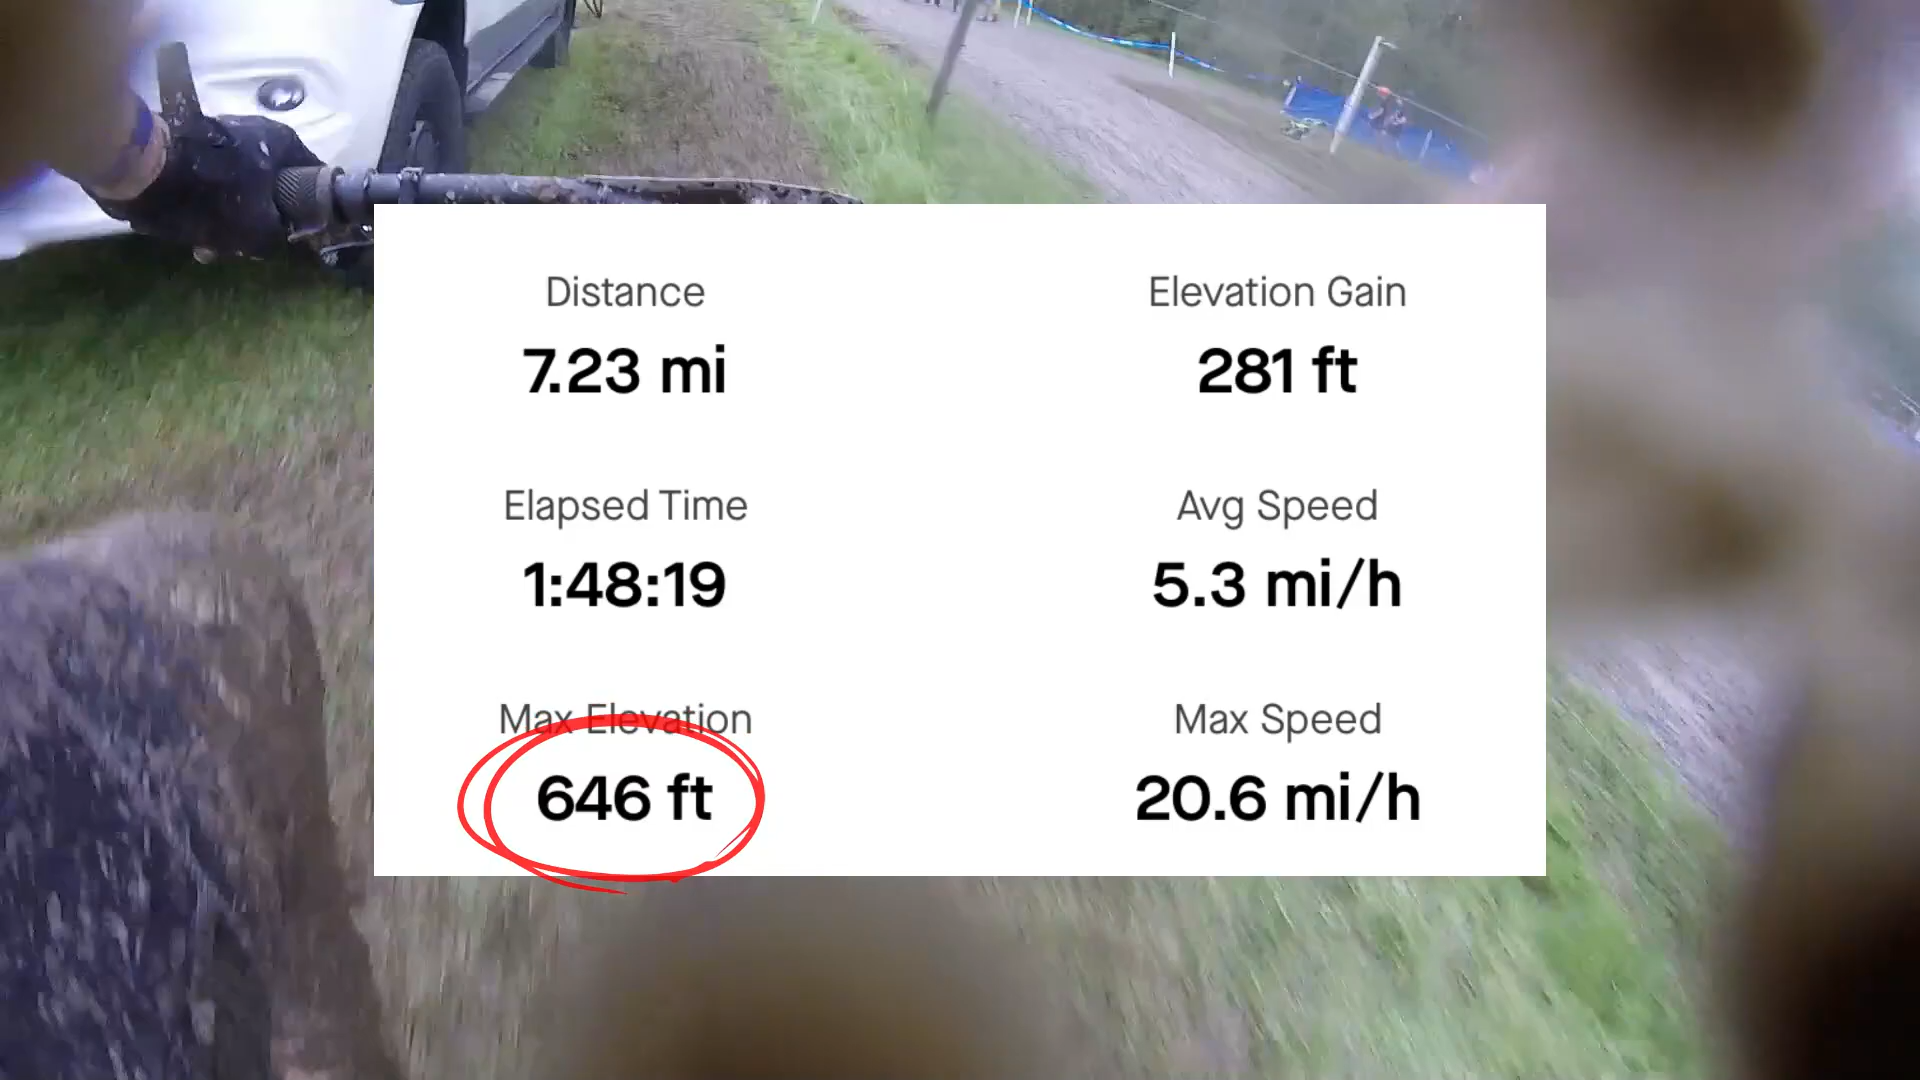 Distance
7.23 mi
Elevation Gain
281 ft
Elapsed Time
1:48:19
Avg Speed
5.3 mi/h
Max Elevation
646 ft
Max Speed
20.6 mi/h